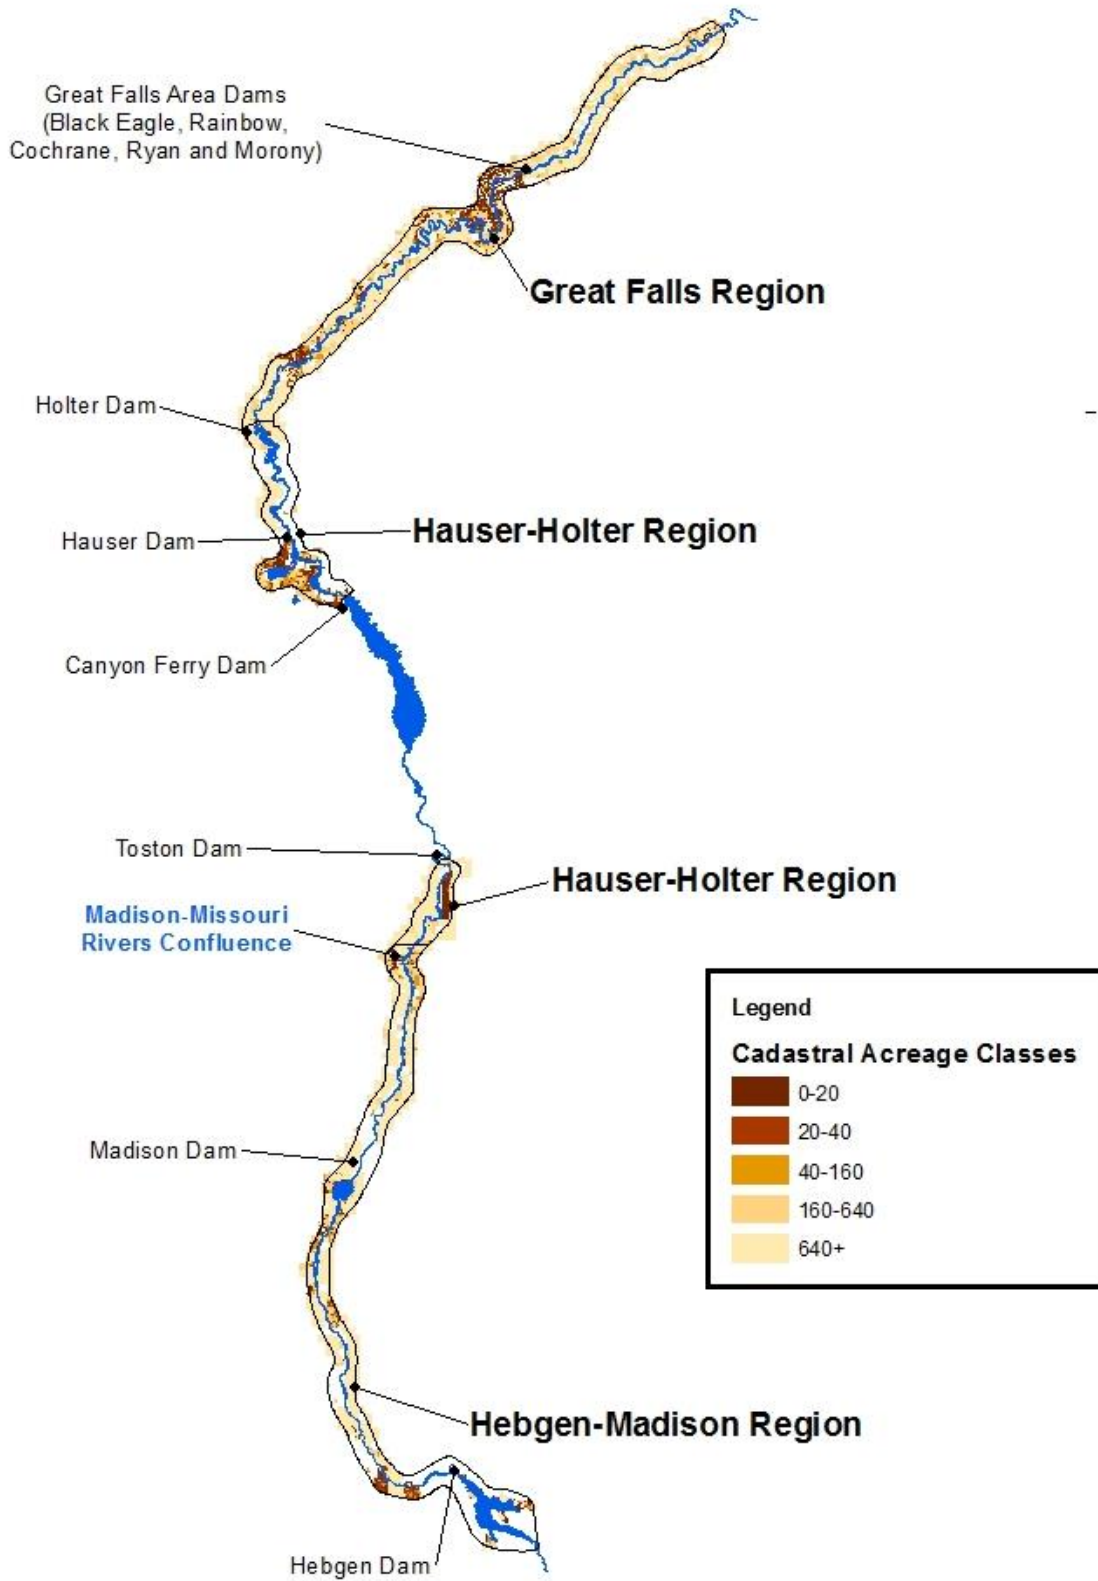 Great Falls Area Dams
(Black Eagle, Rainbow,
Cochrane, Ryan and Morony)
Great Falls Region
Holter Dam
Hauser-Holter Region
Hauser Dam
Canyon Ferry Dam
Toston Dam
Hauser-Holter Region
Madison-Missouri
Rivers Confluence
Legend
Cadastral Acreage Classes
0-20
20-40
40-160
160-640
640+
Madison Dam
Hebgen-Madison Region
Hebgen Dam